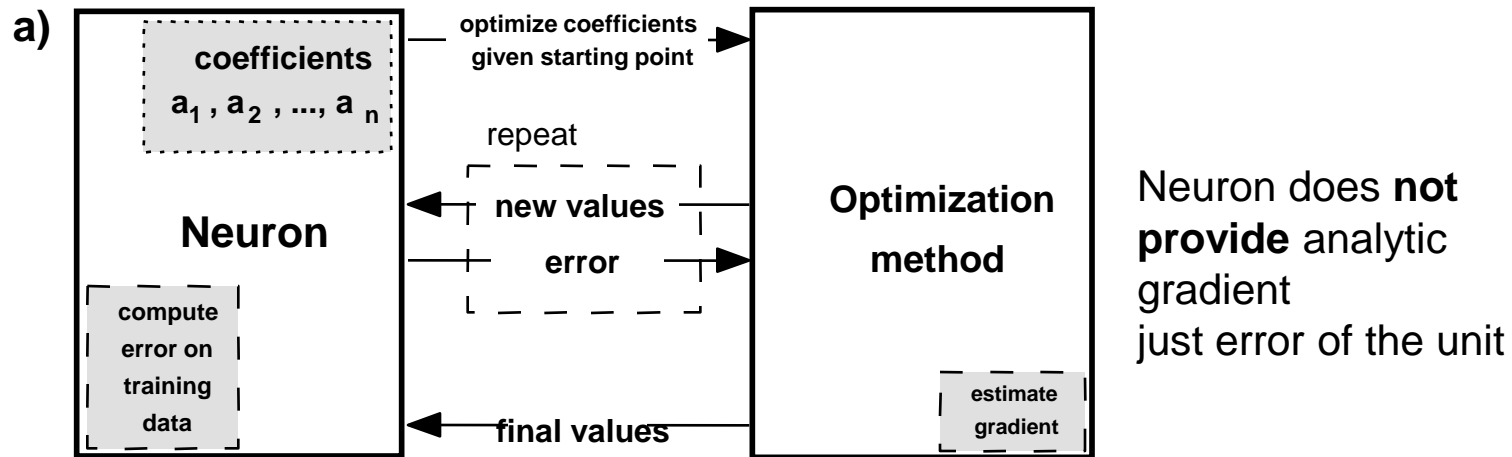 a)
coefficients
a1 , a2 , ..., a n
Neuron
compute
error on
training
data
optimize coefficients
given starting point
repeat
new values
error
final values
Optimization
method
estimate
gradient
Neuron does not
provide analytic
gradient
just error of the unit